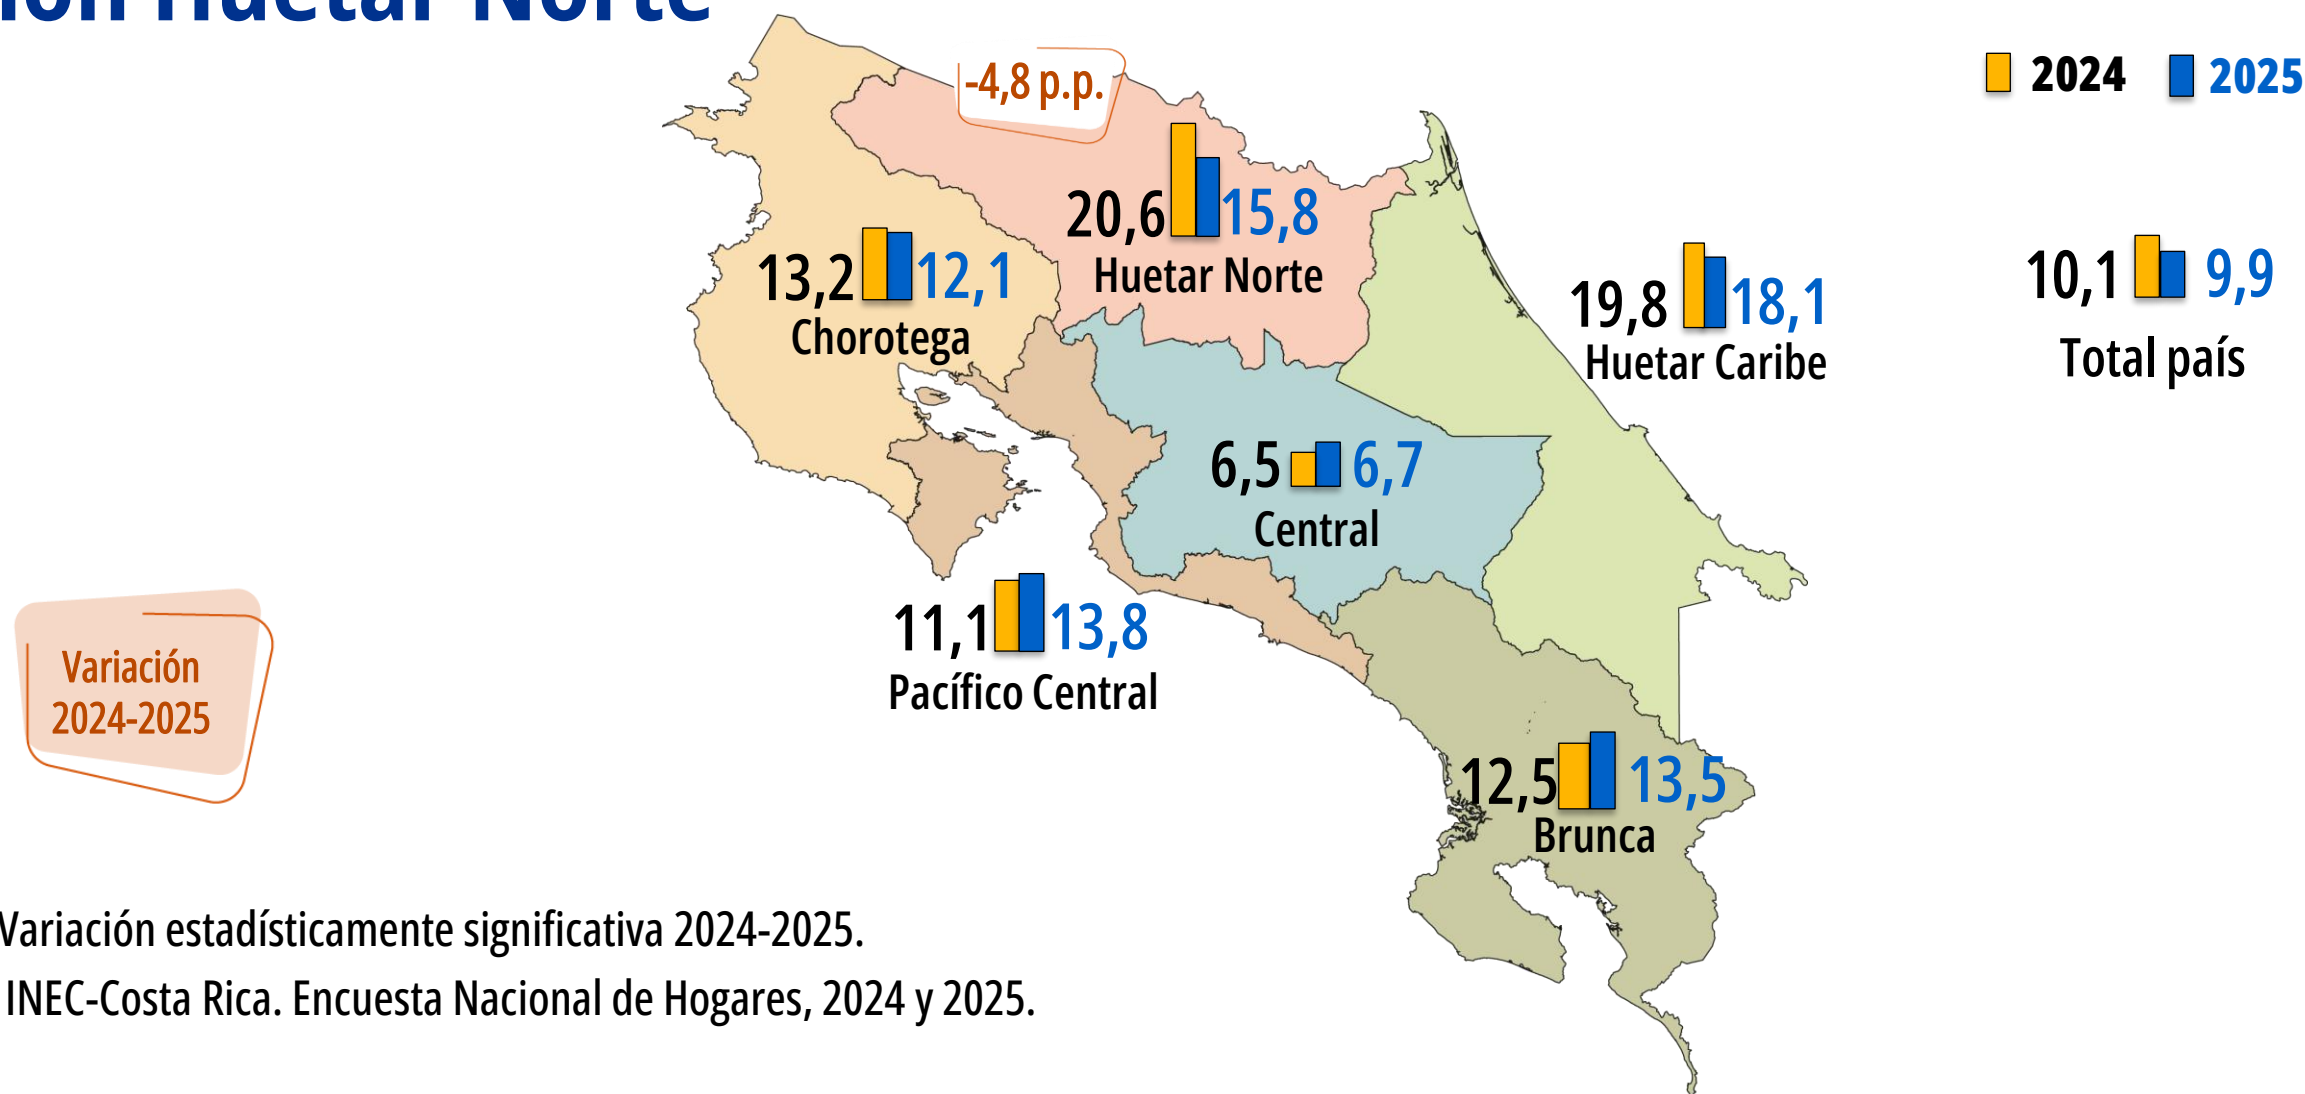 ión Huetar Norte
-4,8 p.p.
2024 2025
20,6 15,8
Huetar Norte
13,2 12,1
Chorotega
19,8 18,1
Huetar Caribe
10,1 9,9
Total país
6,5 6,7
Central
11,1 13,8
Pacífico Central
Variación
2024-2025
12,5 13,5
Brunca
Variación estadísticamente significativa 2024-2025.
INEC-Costa Rica. Encuesta Nacional de Hogares, 2024 y 2025.